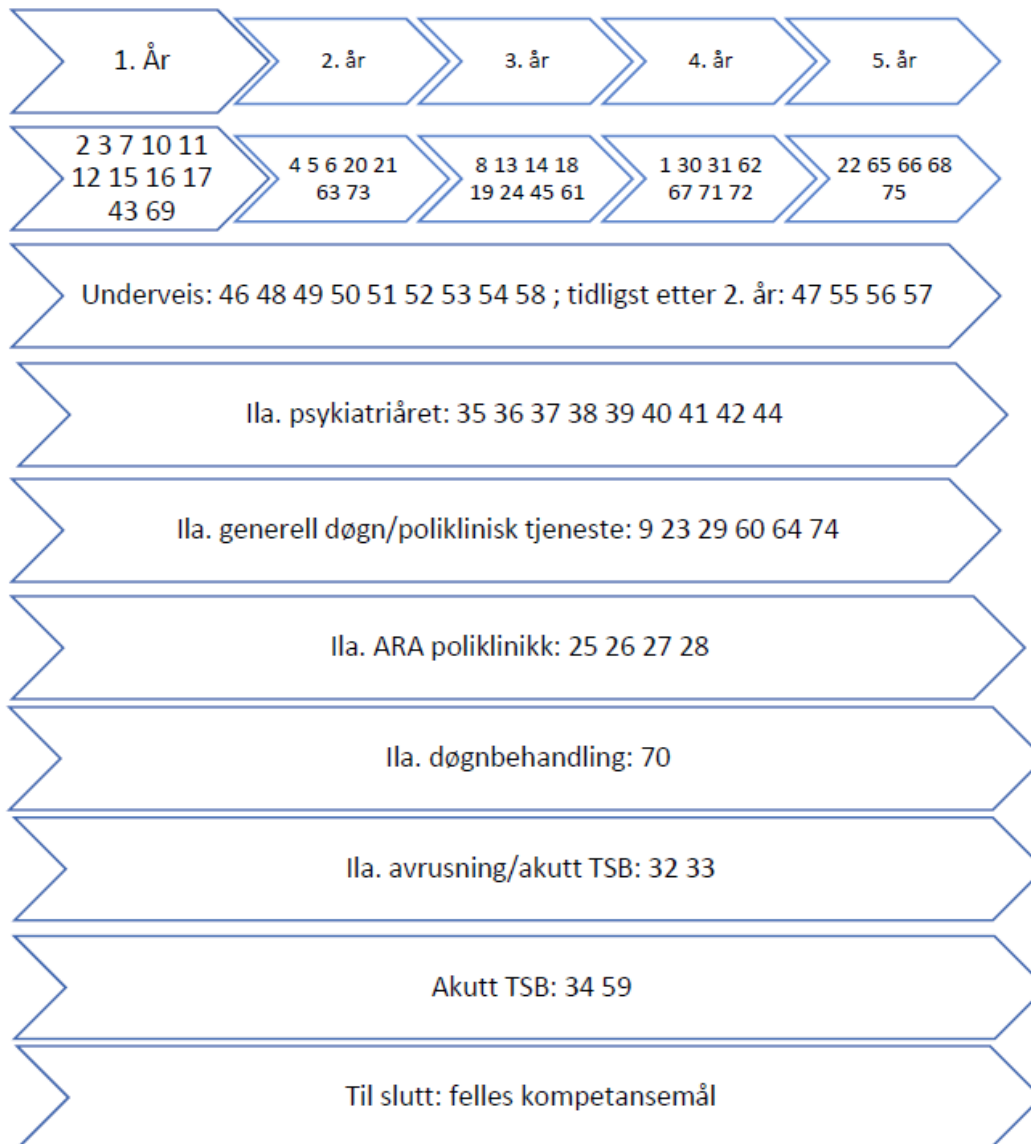 1. År
2. år
3. år
4. år
5. år
2 3 7 10 11
12 15 16 17
43 69
4 5 6 20 21
63 73
8 13 14 18
19 24 45 61
1 30 31 62
67 71 72
22 65 66 68
75
Underveis: 46 48 49 50 51 52 53 54 58 ; tidligst etter 2. år: 47 55 56 57
Ila. psykiatriåret: 35 36 37 38 39 40 41 42 44
Ila. generell døgn/poliklinisk tjeneste: 9 23 29 60 64 74
Ila. ARA poliklinikk: 25 26 27 28
Ila. døgnbehandling: 70
Ila. avrusning/akutt TSB: 32 33
Akutt TSB: 34 59
Til slutt: felles kompetansemål